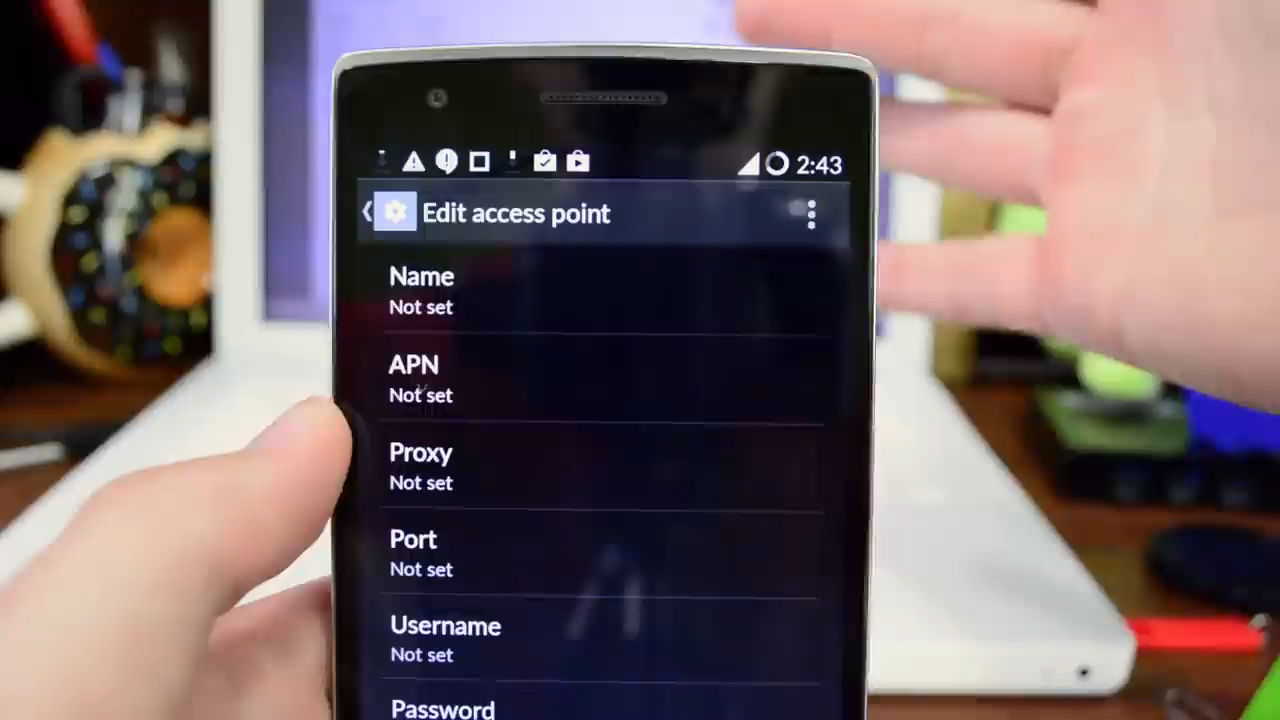 2:43
Edit access point
Name
Not set
APN
Not set
Proxy
Not set
Port
Not set
Username
Not set
Password